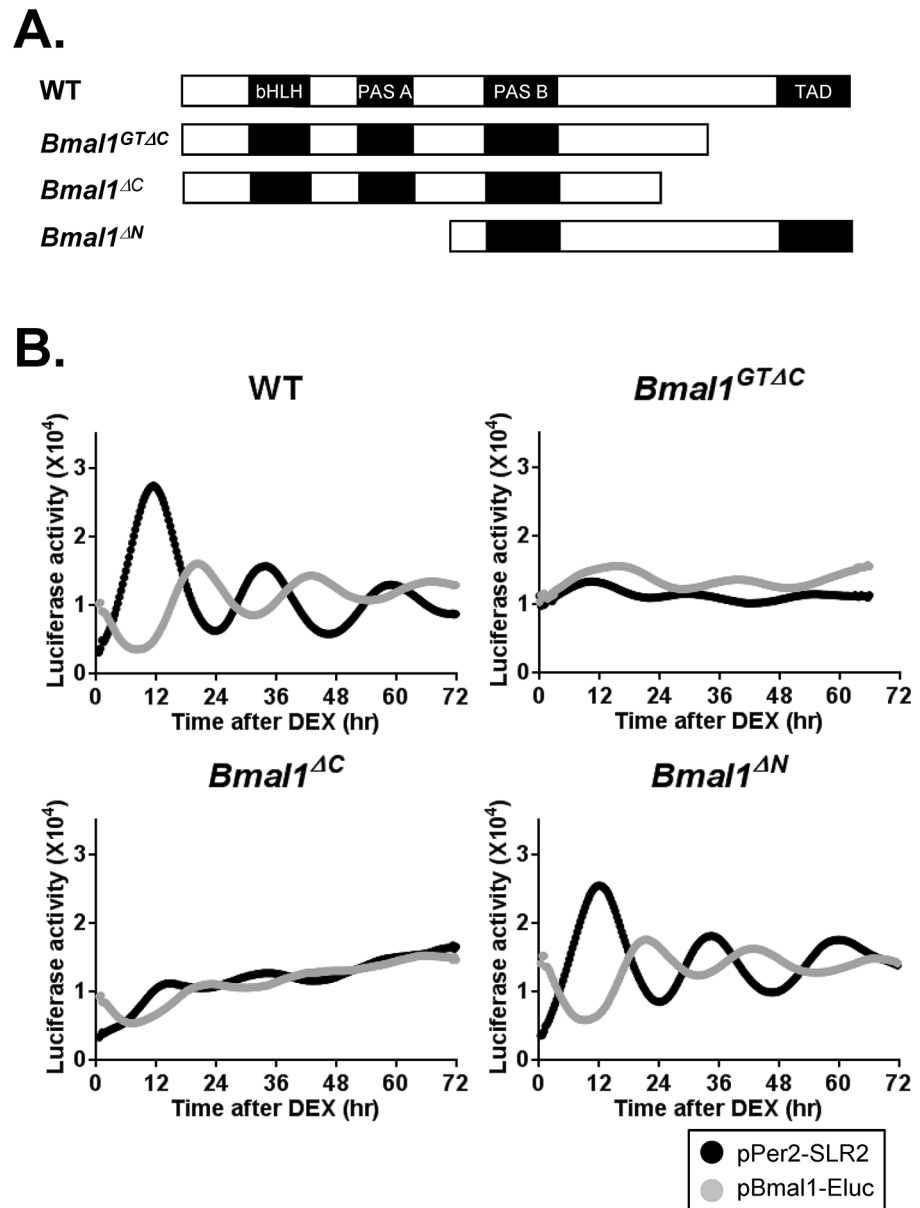 A.
WT bHLH PAS A PAS B TAD
Bmal1GTΔC
Bmal1ΔC
Bmal1ΔN
B.
WT
Luciferase activity (X10⁴)
3
2
1
0
0 12 24 36 48 60 72
Time after DEX (hr)
Bmal1GTΔC
Luciferase activity (X10⁴)
3
2
1
0
0 12 24 36 48 60 72
Time after DEX (hr)
Bmal1ΔC
Luciferase activity (X10⁴)
3
2
1
0
0 12 24 36 48 60 72
Time after DEX (hr)
Bmal1ΔN
Luciferase activity (X10⁴)
3
2
1
0
0 12 24 36 48 60 72
Time after DEX (hr)
pPer2-SLR2
pBmal1-Eluc